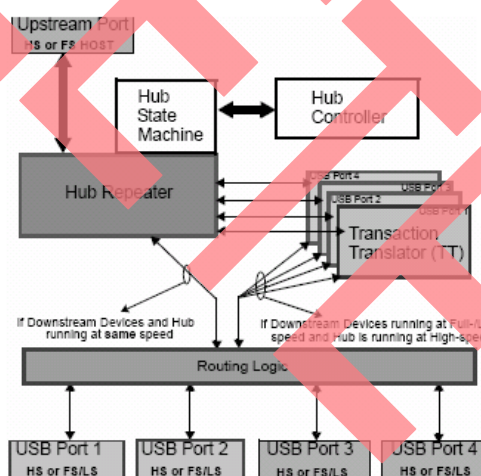 Upstream Port
HS or FS HOST
Hub
State
Machine
Hub
Controller
Hub Repeater
USB Port 4
USB Port 2
USB Port 1
Transaction
Translator (TT)
If Downstream Devices and Hub
running at same speed
If Downstream Devices running at Full-
speed and Hub is running at High-
Routing Logic
USB Port 1
HS or FS/LS
USB Port 2
HS or FS/LS
USB Port 3
HS or FS/LS
USB Port 4
HS or FS/LS